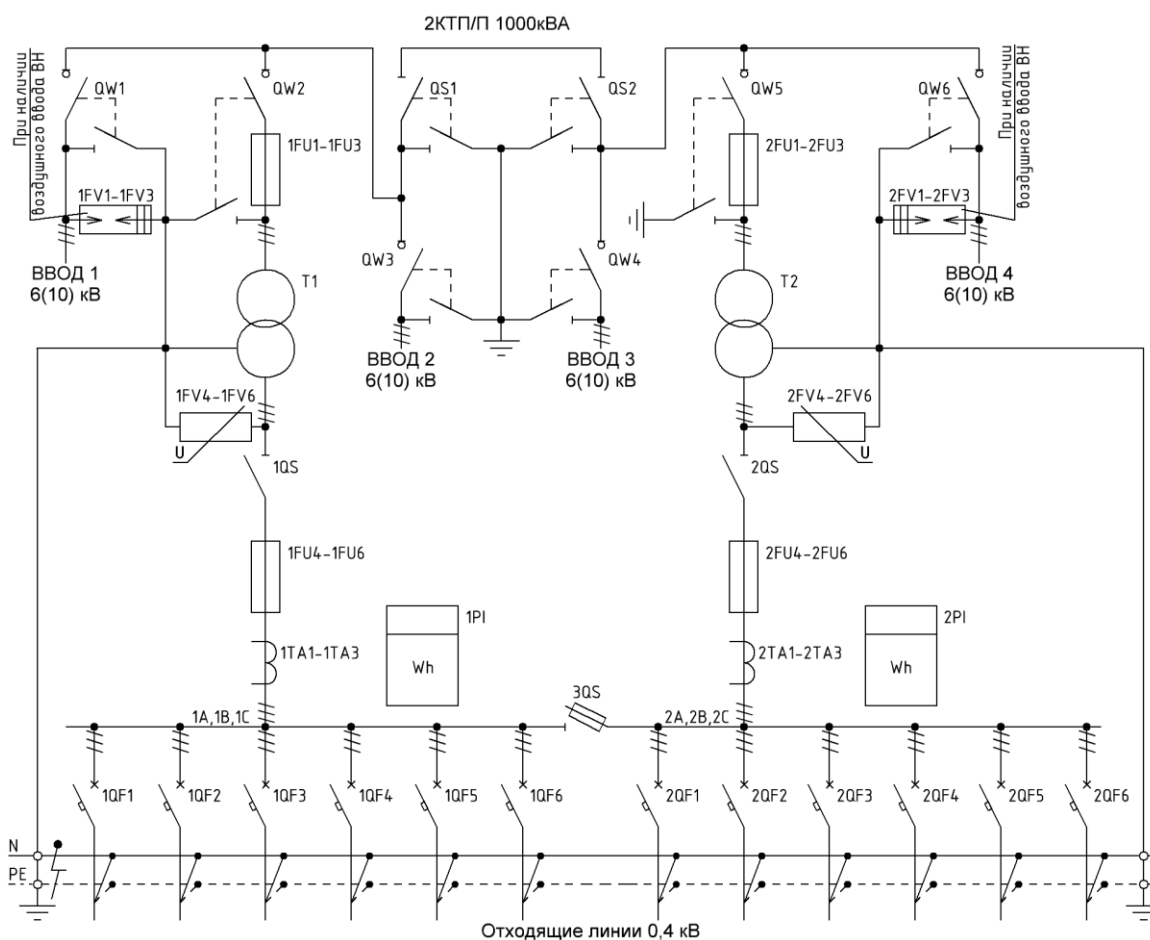 2КТП/П 1000кВА
При наличии
воздушного ввода ВН
QW1
QW2
QS1
QS2
QW5
QW6
При наличии
воздушного ввода ВН
1FU1-1FU3
2FU1-2FU3
1FV1-1FV3
2FV1-2FV3
ВВОД 1
6(10) кВ
T1
QW3
QW4
T2
ВВОД 4
6(10) кВ
ВВОД 2
6(10) кВ
ВВОД 3
6(10) кВ
1FV4-1FV6
U
2FV4-2FV6
U
1QS
2QS
1FU4-1FU6
2FU4-2FU6
1PI
Wh
2PI
Wh
1TA1-1TA3
2TA1-2TA3
3QS
1A,1B,1C
2A,2B,2C
1QF1
1QF2
1QF3
1QF4
1QF5
1QF6
2QF1
2QF2
2QF3
2QF4
2QF5
2QF6
N
PE
Отходящие линии 0,4 кВ